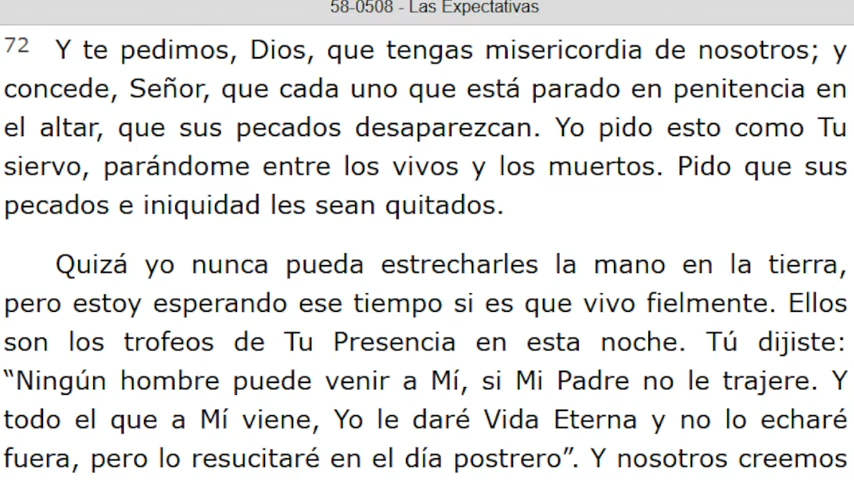 58-0508 - Las Expectativas
72 Y te pedimos, Dios, que tengas misericordia de nosotros; y
concede, Señor, que cada uno que está parado en penitencia en
el altar, que sus pecados desaparezcan. Yo pido esto como Tu
siervo, parándome entre los vivos y los muertos. Pido que sus
pecados e iniquidad les sean quitados.
Quizá yo nunca pueda estrecharles la mano en la tierra,
pero estoy esperando ese tiempo si es que vivo fielmente. Ellos
son los trofeos de Tu Presencia en esta noche. Tú dijiste:
“Ningún hombre puede venir a Mí, si Mi Padre no le trajere. Y
todo el que a Mí viene, Yo le daré Vida Eterna y no lo echaré
fuera, pero lo resucitaré en el día postrero”. Y nosotros creemos